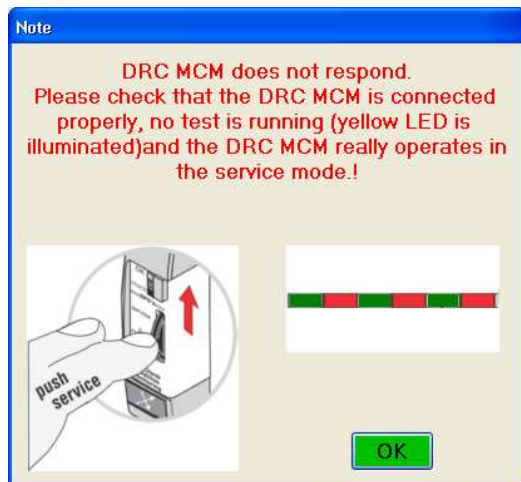 Note
DRC MCM does not respond.
Please check that the DRC MCM is connected
properly, no test is running (yellow LED is
illuminated)and the DRC MCM really operates in
the service mode.!
push
service
OK